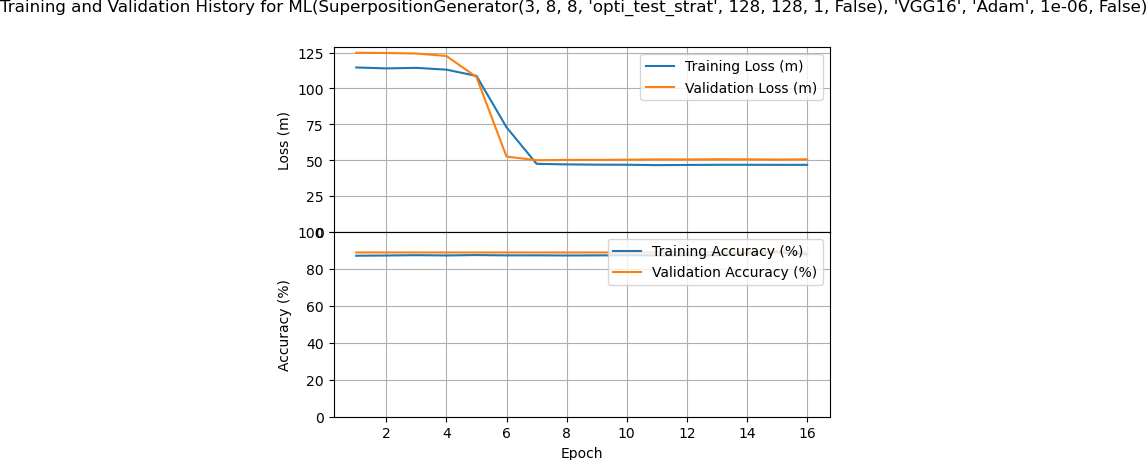 Training and Validation History for ML(SuperpositionGenerator(3, 8, 8, 'opti_test_strat', 128, 128, 1, False), 'VGG16', 'Adam', 1e-06, False)
125
100
75
50
25
0
Loss (m)
Training Loss (m)
Validation Loss (m)
100
80
60
40
20
0
Accuracy (%)
Training Accuracy (%)
Validation Accuracy (%)
2 4 6 8 10 12 14 16
Epoch